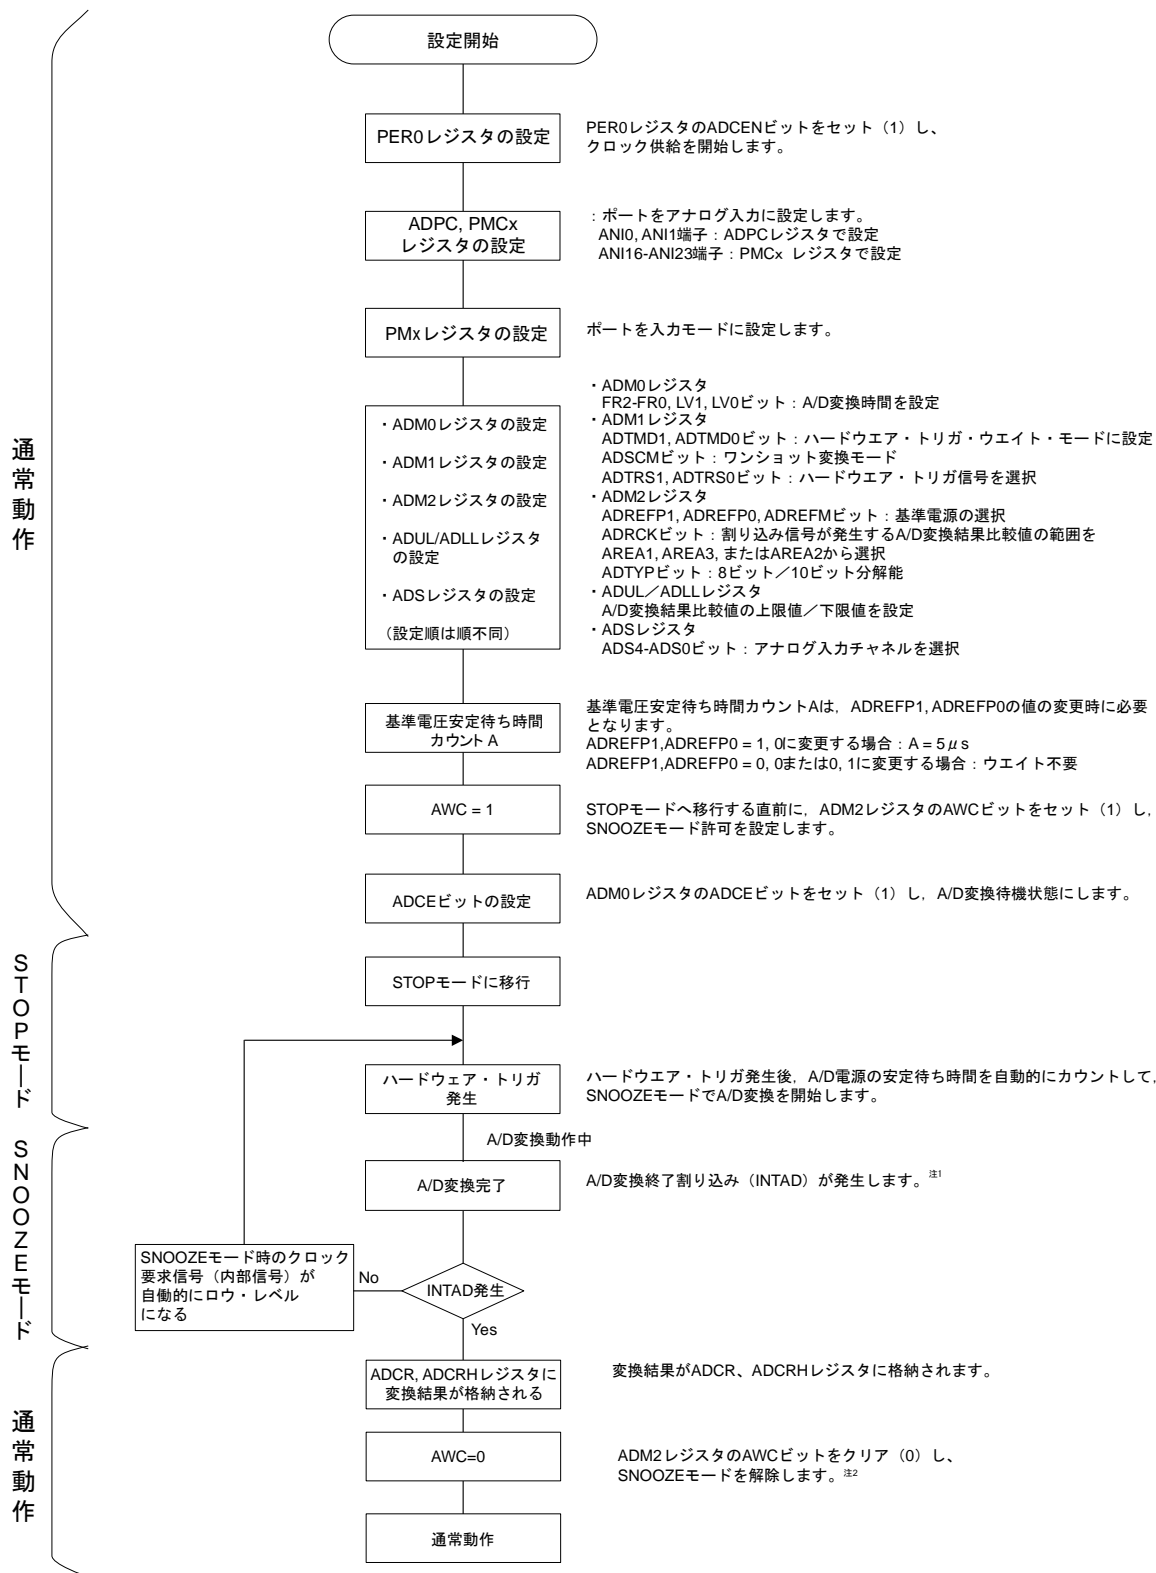 設定開始
PER0レジスタの設定
PER0レジスタのADCENビットをセット（1）し、
クロック供給を開始します。
ADPC, PMCx
レジスタの設定
：ポートをアナログ入力に設定します。
ANI0, ANI1端子：ADPCレジスタで設定
ANI16-ANI23端子：PMCx レジスタで設定
PMxレジスタの設定
ポートを入力モードに設定します。
・ADM0レジスタの設定
・ADM1レジスタの設定
・ADM2レジスタの設定
・ADUL/ADLLレジスタ
の設定
・ADSレジスタの設定
（設定順は順不同）
・ADM0レジスタ
FR2-FR0, LV1, LV0ビット：A/D変換時間を設定
・ADM1レジスタ
ADTMD1, ADTMD0ビット：ハードウエア・トリガ・ウエイト・モードに設定
ADSCMビット：ワンショット変換モード
ADTRS1, ADTRS0ビット：ハードウエア・トリガ信号を選択
・ADM2レジスタ
ADREFP1, ADREFP0, ADREFMビット：基準電源の選択
ADRCKビット：割り込み信号が発生するA/D変換結果比較値の範囲を
AREA1, AREA3, またはAREA2から選択
ADTYPビット：8ビット／10ビット分解能
・ADUL／ADLLレジスタ
A/D変換結果比較値の上限値／下限値を設定
・ADSレジスタ
ADS4-ADS0ビット：アナログ入力チャネルを選択
通常動作
基準電圧安定待ち時間
カウント A
基準電圧安定待ち時間カウントAは，ADREFP1, ADREFP0の値の変更時に必要
となります。
ADREFP1,ADREFP0 = 1, 0に変更する場合：A = 5μs
ADREFP1,ADREFP0 = 0, 0または0, 1に変更する場合：ウエイト不要
AWC = 1
STOPモードへ移行する直前に，ADM2レジスタのAWCビットをセット（1）し，
SNOOZEモード許可を設定します。
ADCEビットの設定
ADM0レジスタのADCEビットをセット（1）し，A/D変換待機状態にします。
STOPモード
STOPモードに移行
ハードウェア・トリガ
発生
ハードウエア・トリガ発生後，A/D電源の安定待ち時間を自動的にカウントして，
SNOOZEモードでA/D変換を開始します。
A/D変換動作中
SNOOZEモード
A/D変換完了
A/D変換終了割り込み（INTAD）が発生します。注1
SNOOZEモード時のクロック
要求信号（内部信号）が
自働的にロウ・レベル
になる
No
INTAD発生
Yes
ADCR, ADCRHレジスタに
変換結果が格納される
変換結果がADCR、ADCRHレジスタに格納されます。
通常動作
AWC=0
ADM2レジスタのAWCビットをクリア（0）し、
SNOOZEモードを解除します。注2
通常動作